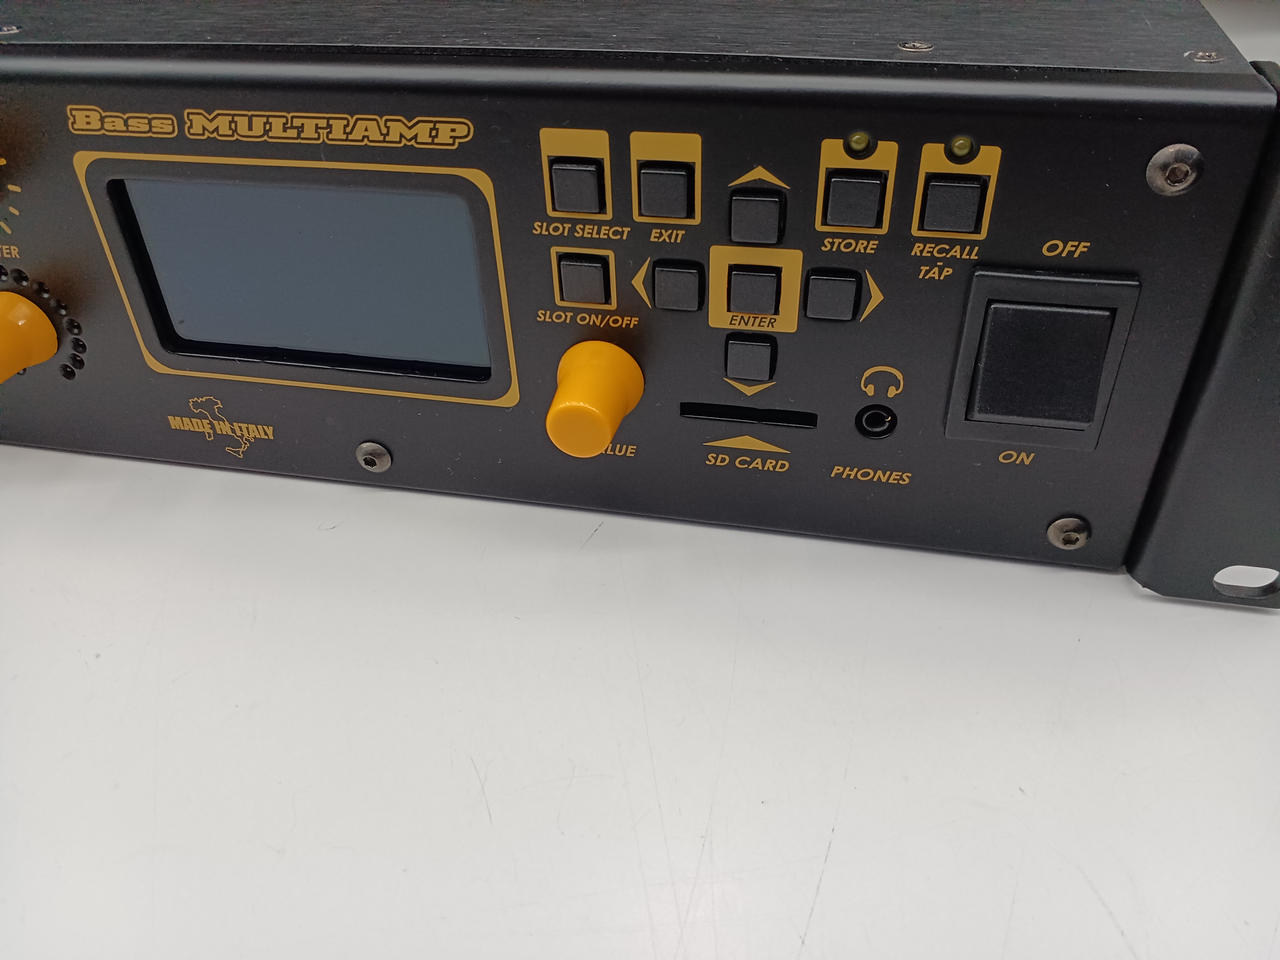 Bass MULTIAMP
SLOT SELECT
EXIT
STORE
RECALL
TAP
OFF
SLOT ON/OFF
ENTER
MADE IN ITALY
SD CARD
PHONES
ON